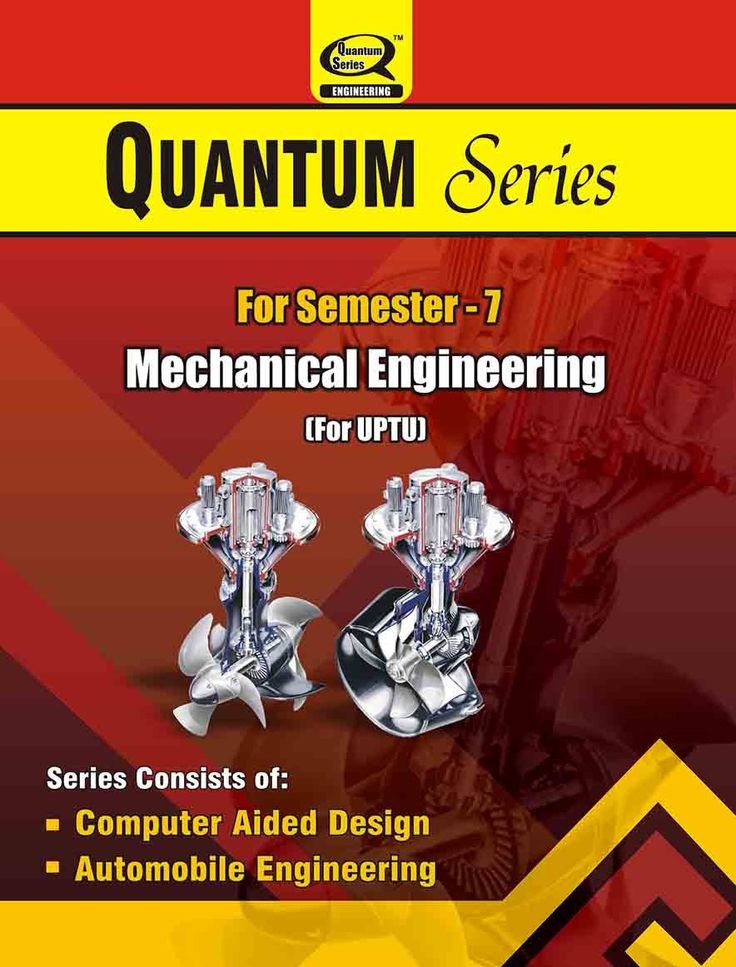 Quantum
Series
TM
ENGINEERING
QUANTUM Series
For Semester - 7
Mechanical Engineering
(For UPTU)
Series Consists of:
Computer Aided Design
Automobile Engineering